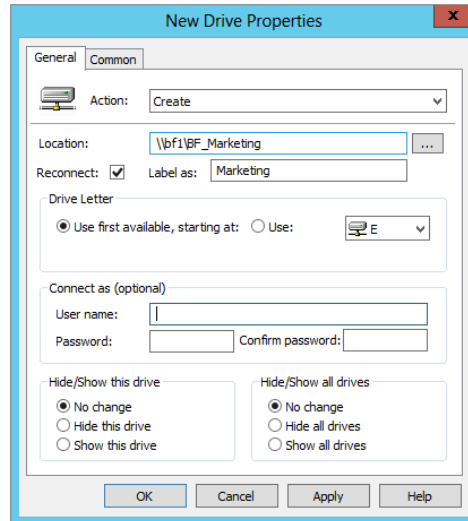 New Drive Properties
x
General Common
Action: Create
Location: \\bf1\BF_Marketing ...
Reconnect: Label as: Marketing
Drive Letter
Use first available, starting at: Use: E
Connect as (optional)
User name:
Password: Confirm password:
Hide/Show this drive Hide/Show all drives
No change No change
Hide this drive Hide all drives
Show this drive Show all drives
OK Cancel Apply Help